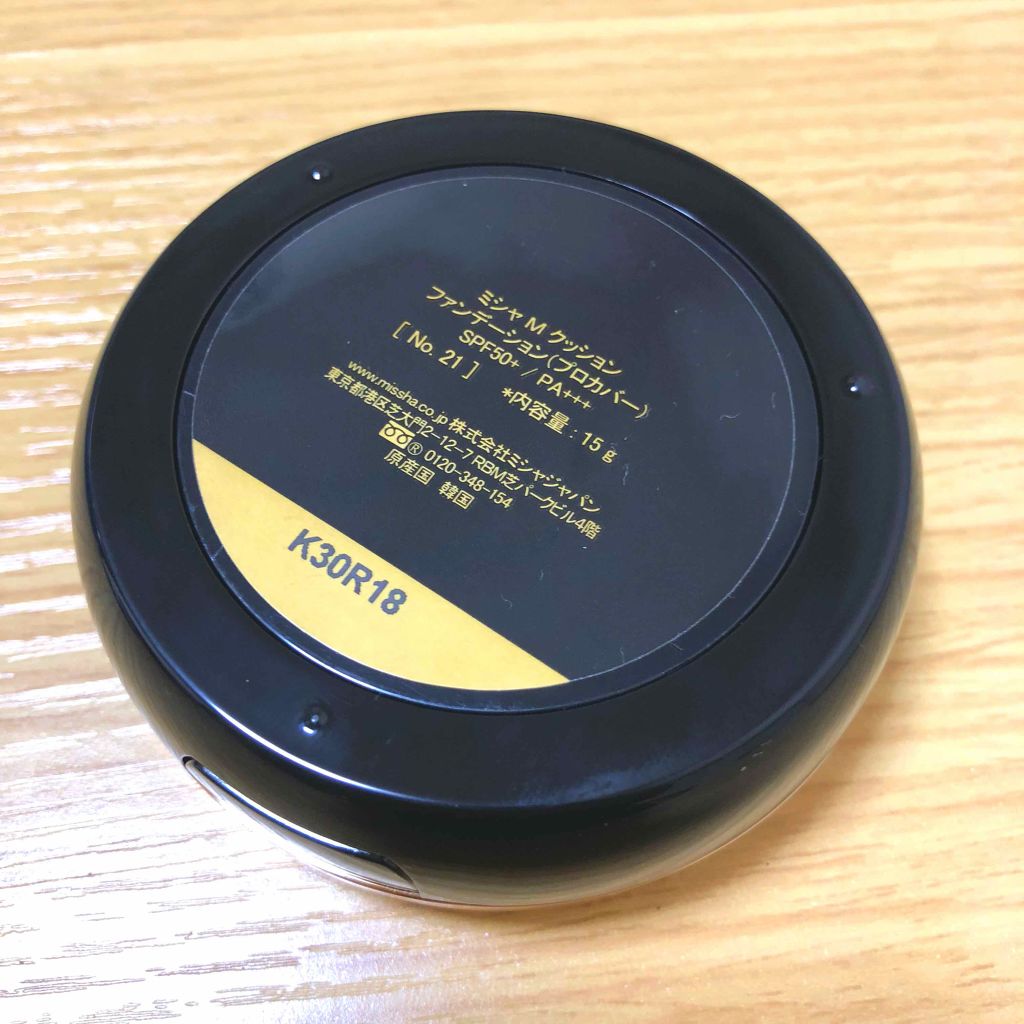 ミシャ M クッション
ファンデーション(プロカバー)
SPF50+ / PA+++
[ No. 21 ] *内容量 : 15 g
www.missha.co.jp 株式会社ミシャジャパン
東京都港区芝大門2-12-7 RBM芝パークビル4階
® 0120-348-154
原産国 韓国
K30R18